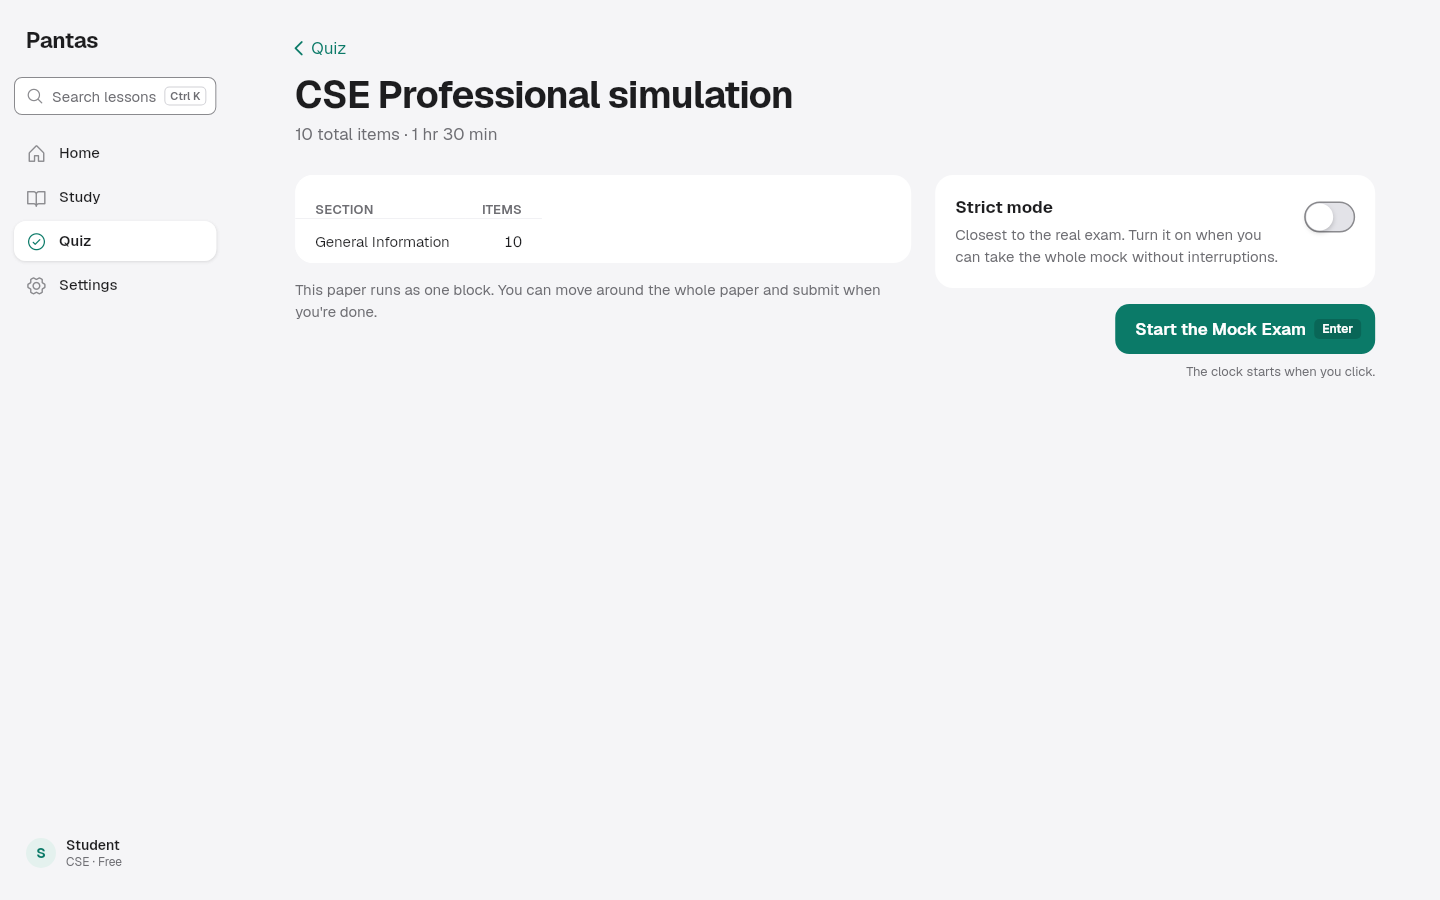 Pantas
Search lessons Ctrl K
Home
Study
Quiz
Settings
Quiz
CSE Professional simulation
10 total items · 1 hr 30 min
SECTION ITEMS
General Information 10
This paper runs as one block. You can move around the whole paper and submit when
you're done.
Strict mode
Closest to the real exam. Turn it on when you
can take the whole mock without interruptions.
Start the Mock Exam Enter
The clock starts when you click.
S
Student
CSE · Free